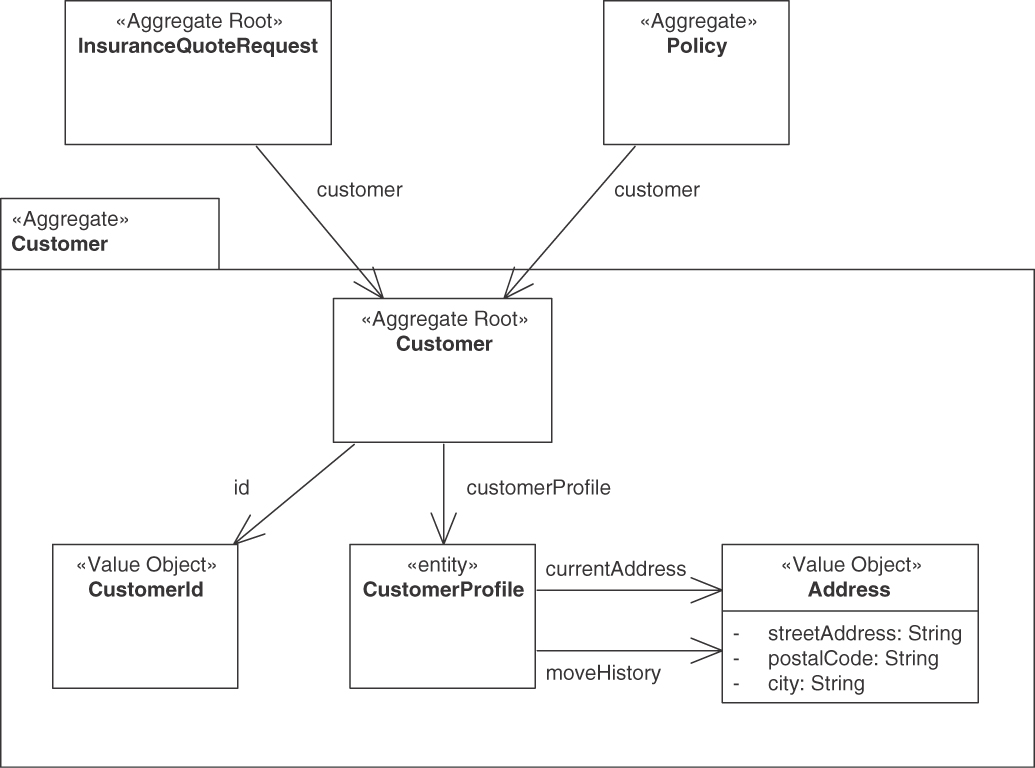 «Aggregate Root»
InsuranceQuoteRequest
«Aggregate»
Policy
customer
customer
«Aggregate»
Customer
«Aggregate Root»
Customer
id
customerProfile
«Value Object»
CustomerId
«entity»
CustomerProfile
currentAddress
moveHistory
«Value Object»
Address
- streetAddress: String
- postalCode: String
- city: String